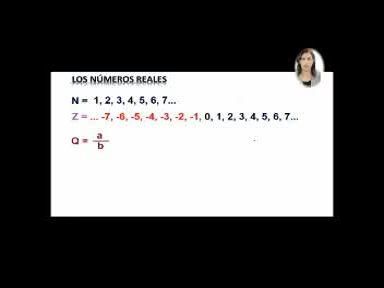 LOS NÚMEROS REALES
N = 1, 2, 3, 4, 5, 6, 7...
Z = ... -7, -6, -5, -4, -3, -2, -1, 0, 1, 2, 3, 4, 5, 6, 7...
Q = a/b